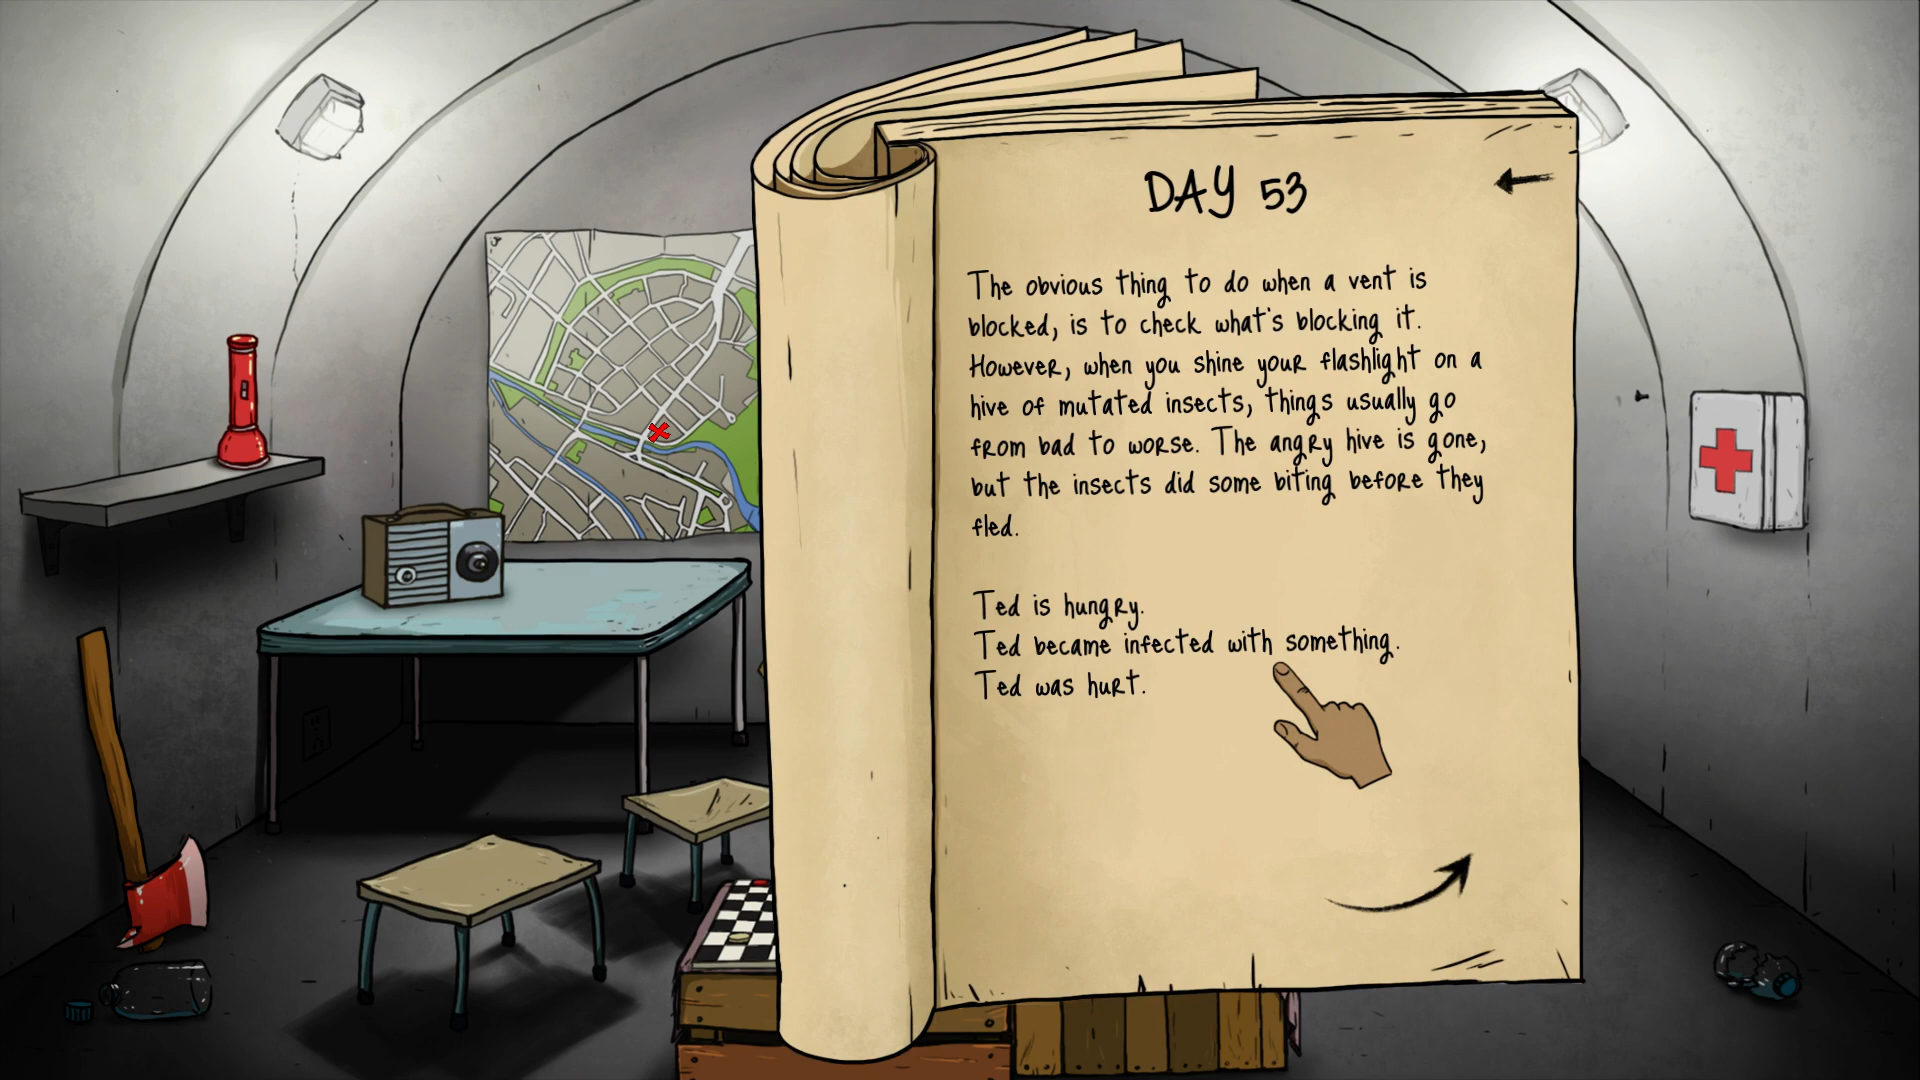 DAY 53
The obvious thing to do when a vent is
blocked, is to check what's blocking it.
However, when you shine your flashlight on a
hive of mutated insects, things usually go
from bad to worse. The angry hive is gone,
but the insects did some biting before they
fled.
Ted is hungry.
Ted became infected with something.
Ted was hurt.